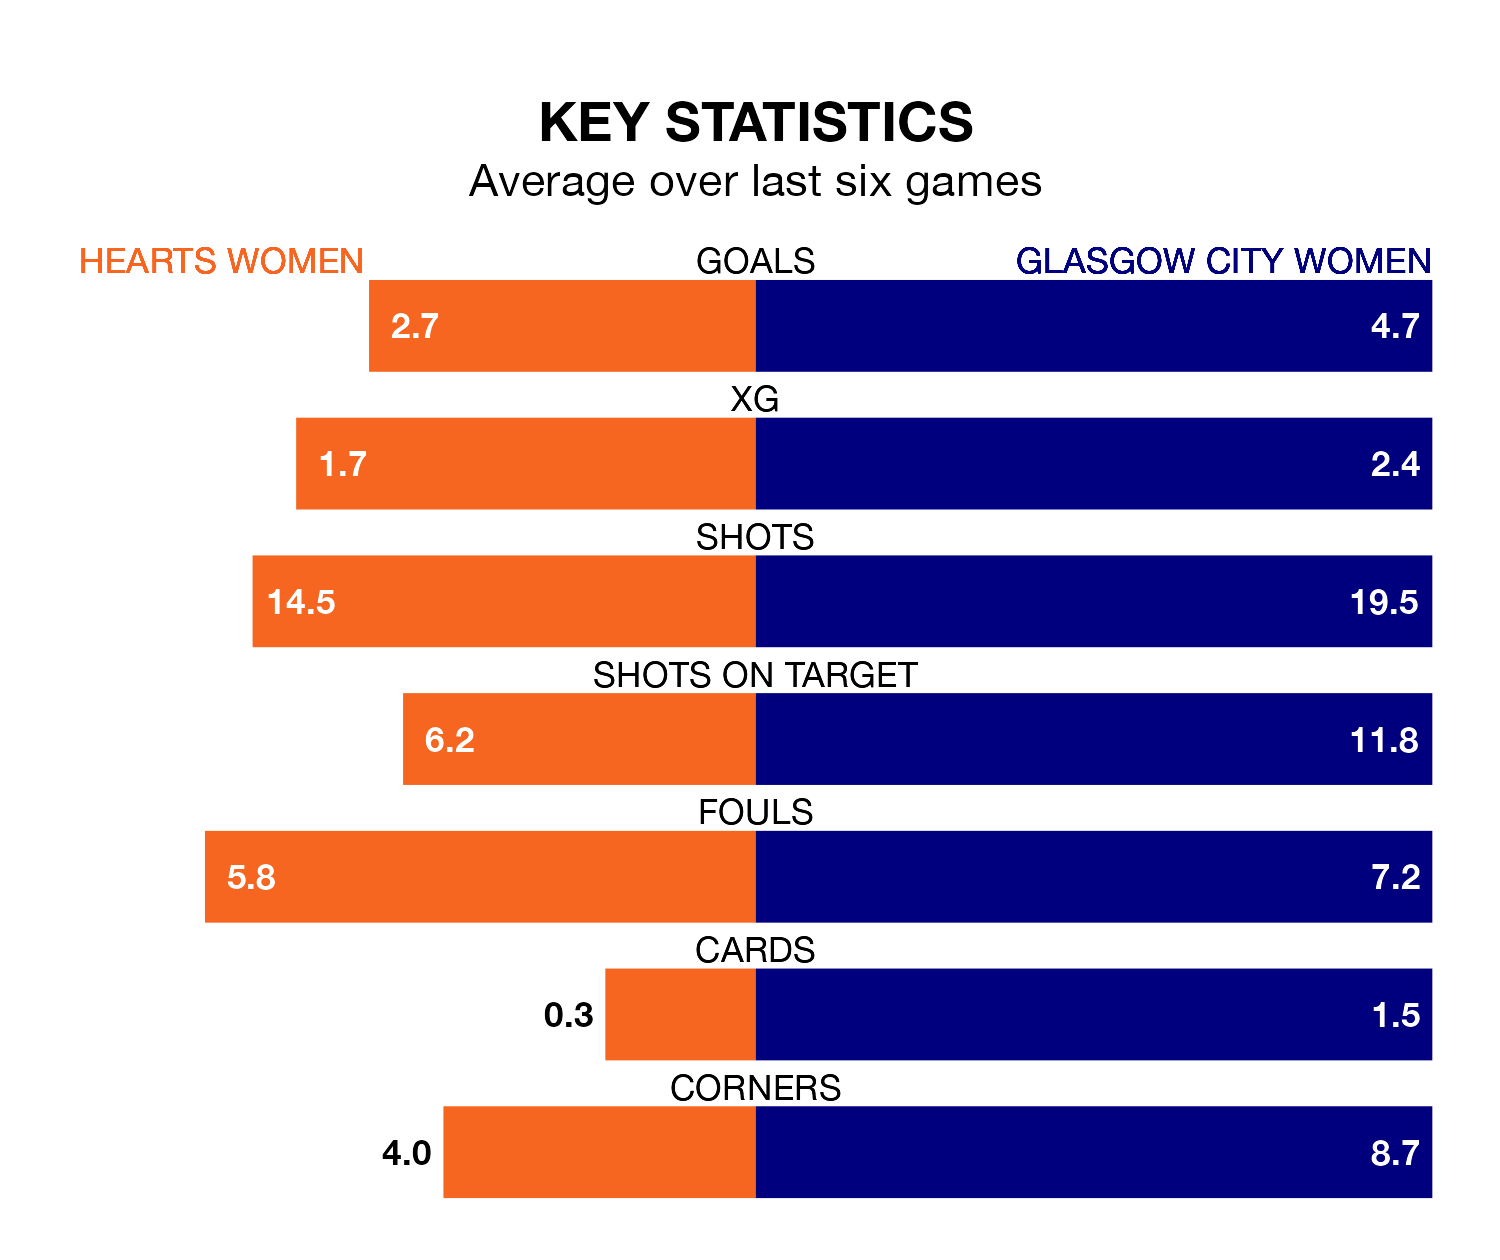 KEY STATISTICS
Average over last six games
HEARTS WOMEN GOALS GLASGOW CITY WOMEN
2.7 4.7
XG
1.7 2.4
SHOTS
14.5 19.5
SHOTS ON TARGET
6.2 11.8
FOULS
5.8 7.2
CARDS
0.3 1.5
CORNERS
4.0 8.7